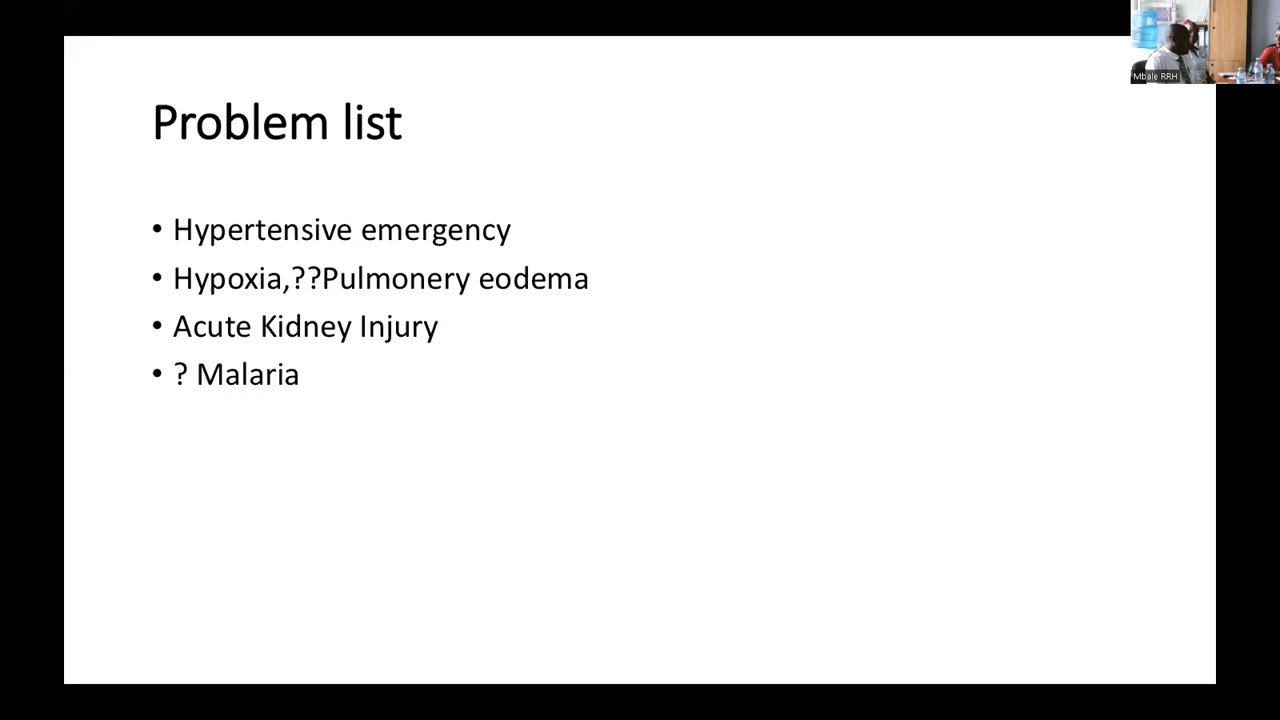 Mbale RRH
Problem list
• Hypertensive emergency
• Hypoxia,??Pulmonery eodema
• Acute Kidney Injury
• ? Malaria